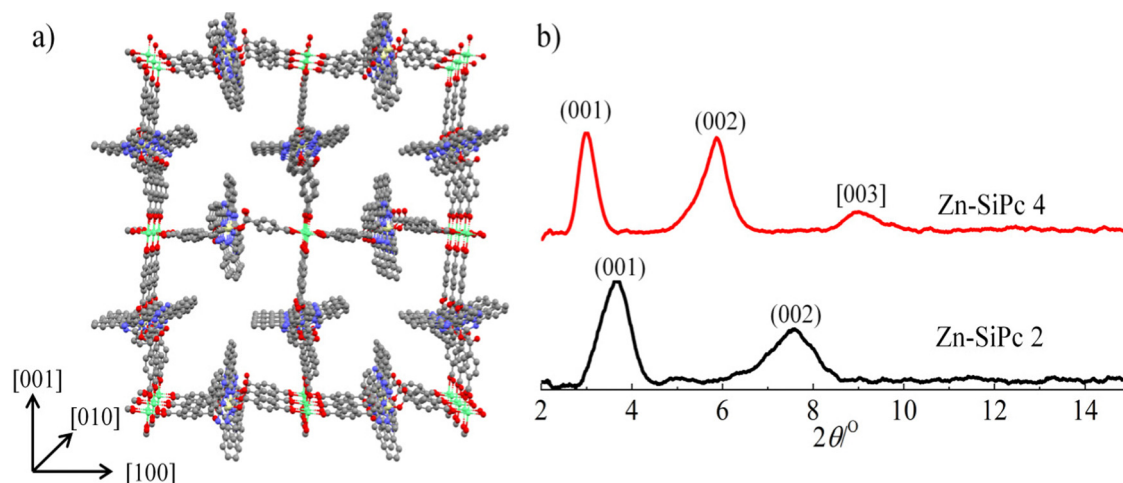 a)
[001]
[010]
[100]
b)
(001)
(002)
[003]
Zn-SiPc 4
(001)
(002)
Zn-SiPc 2
2 4 6 8 10 12 14
2θ/°